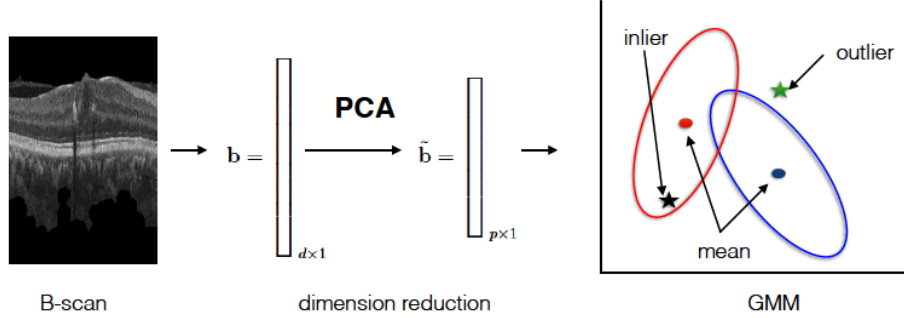 inlier
outlier
PCA
b =
b̃ =
d×1
p×1
mean
B-scan
dimension reduction
GMM